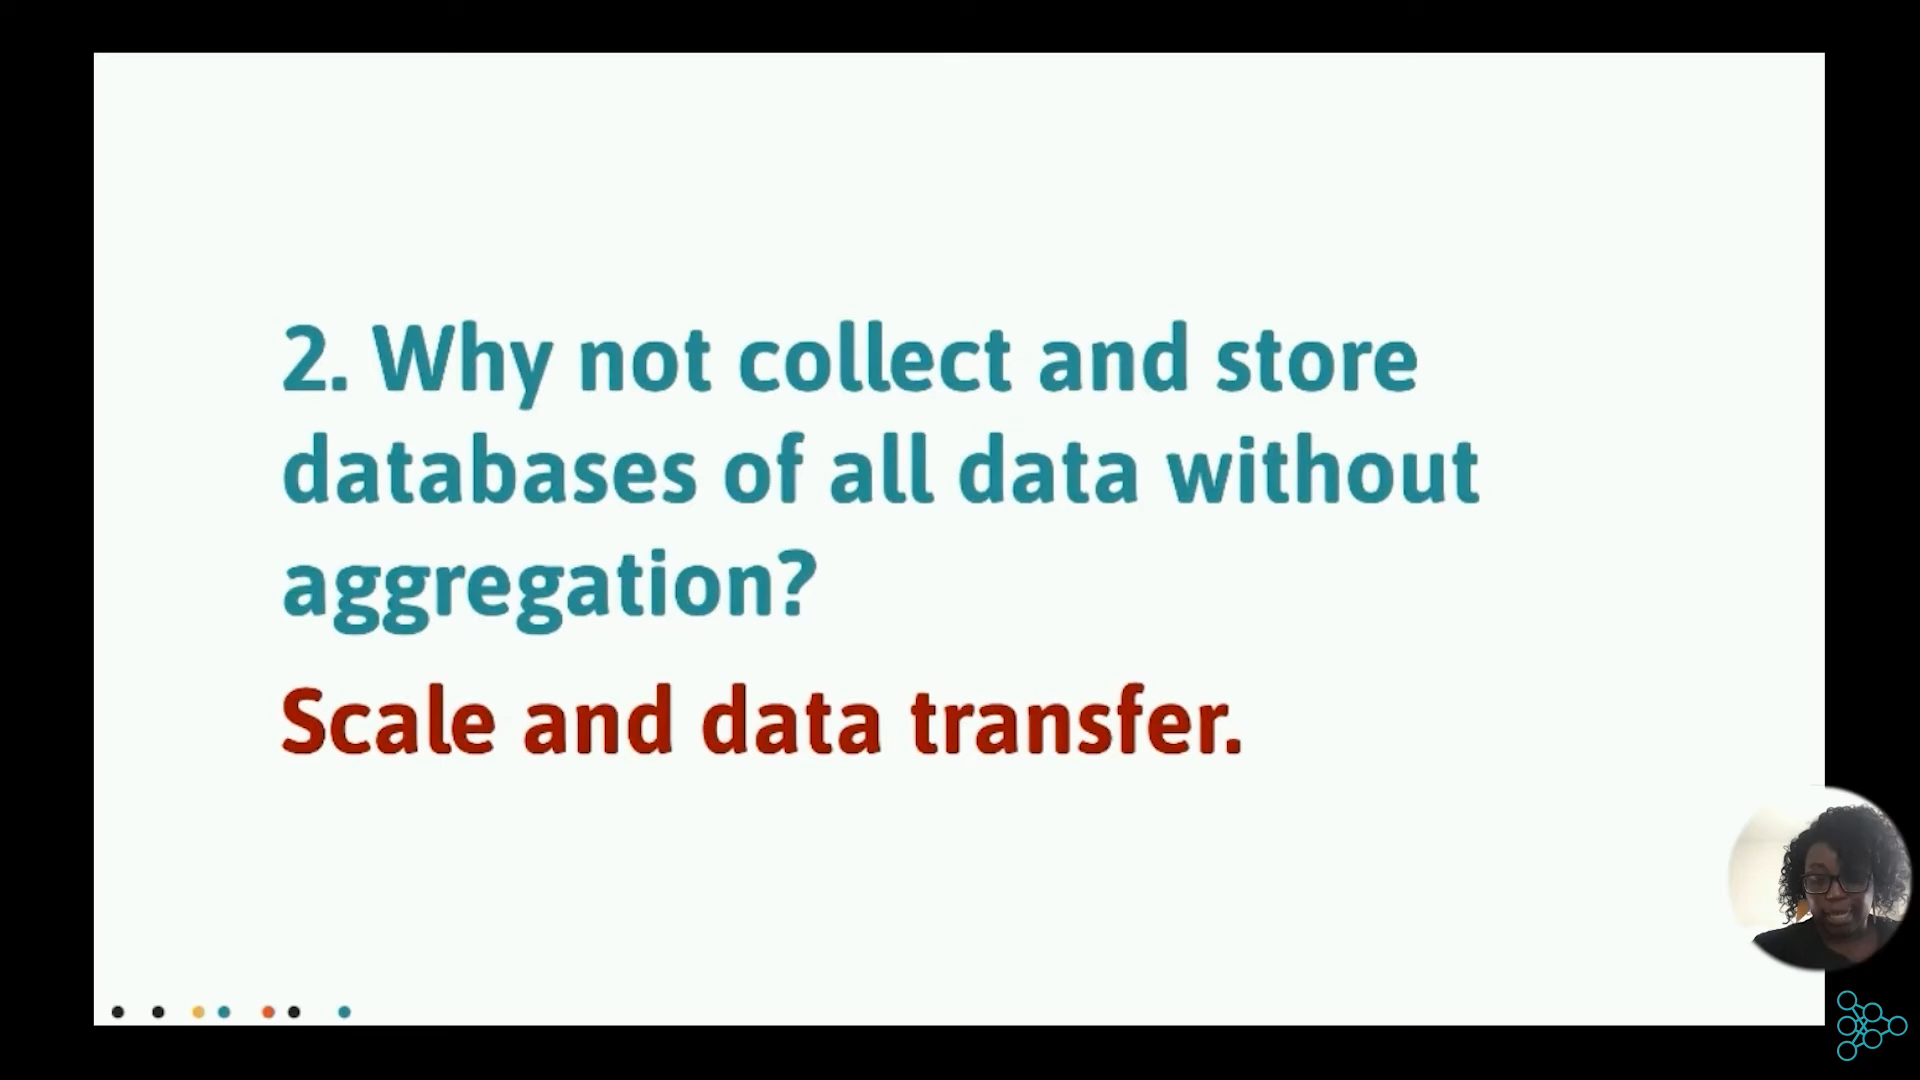 2. Why not collect and store
databases of all data without
aggregation?
Scale and data transfer.